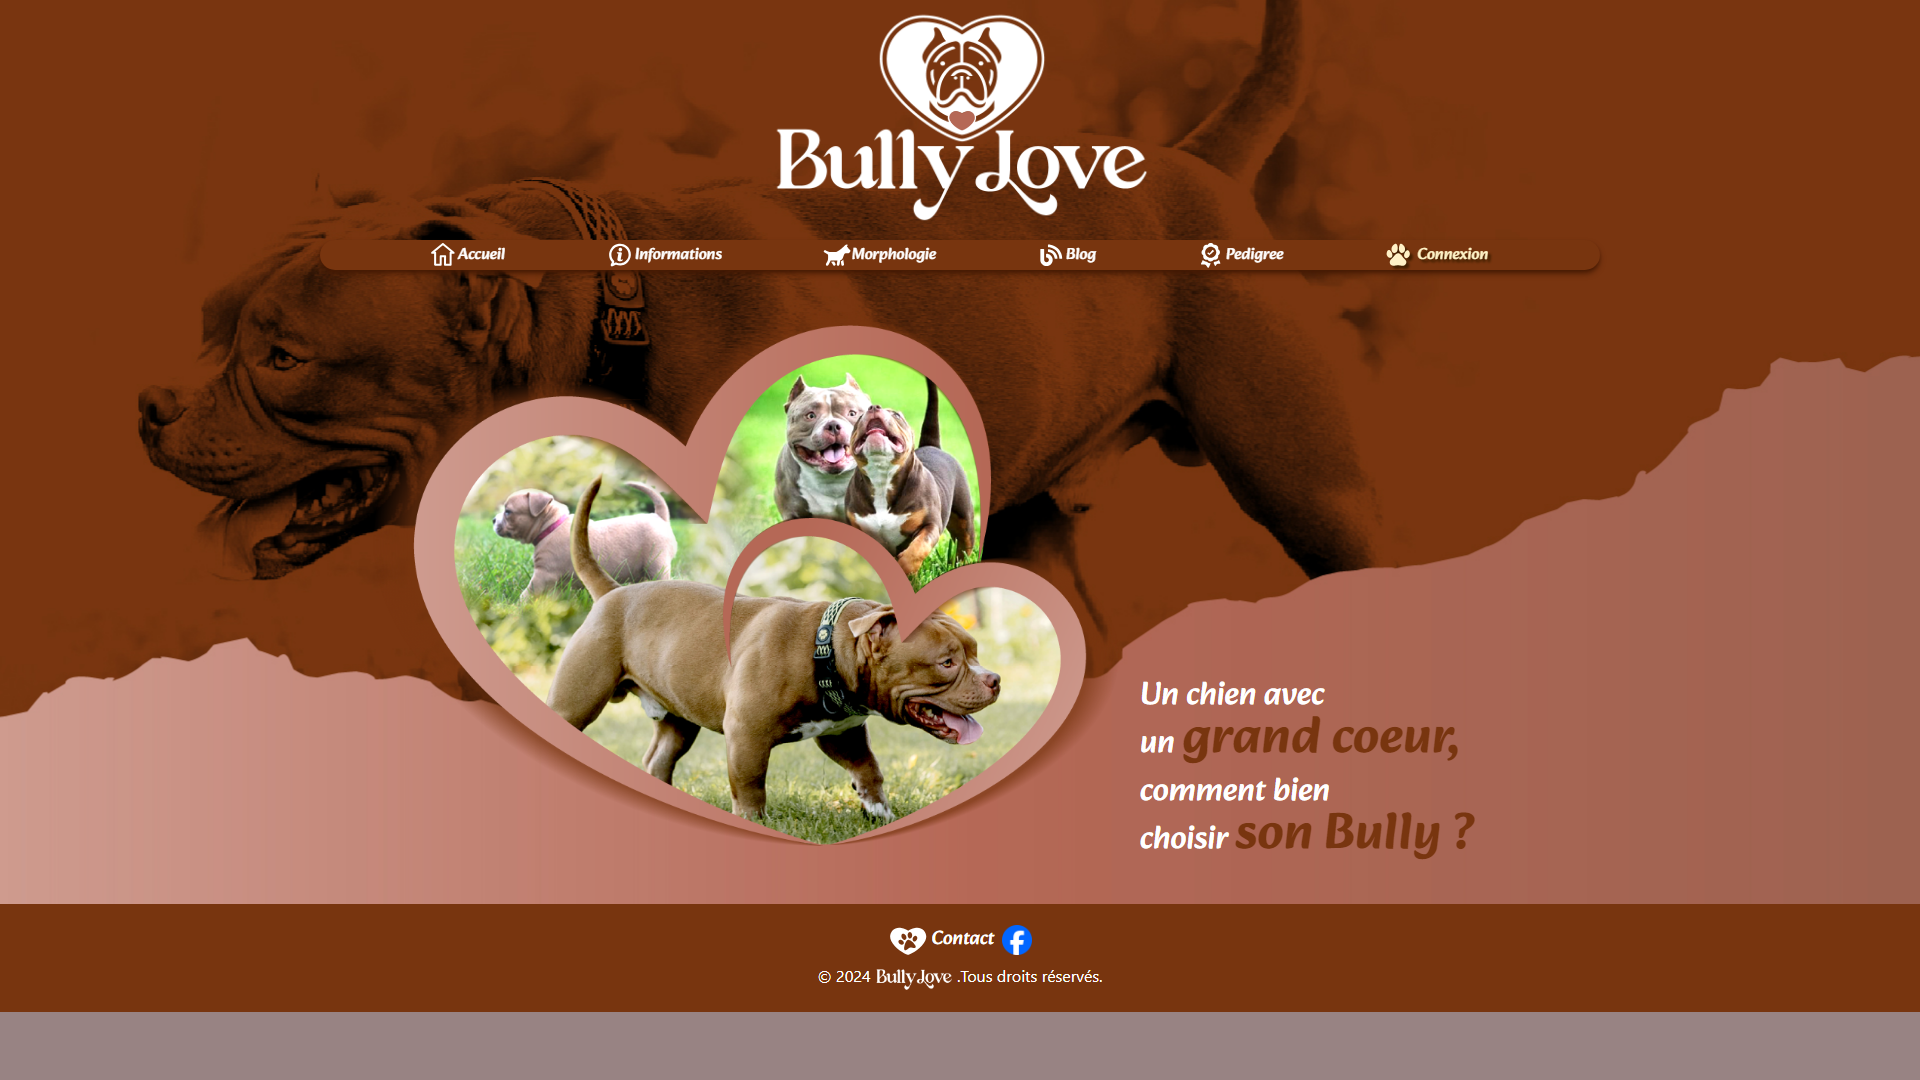 Bully Love
Accueil
Informations
Morphologie
Blog
Pedigree
Connexion
Un chien avec
un grand coeur,
comment bien
choisir son Bully ?
Contact
© 2024 Bully Love .Tous droits réservés.